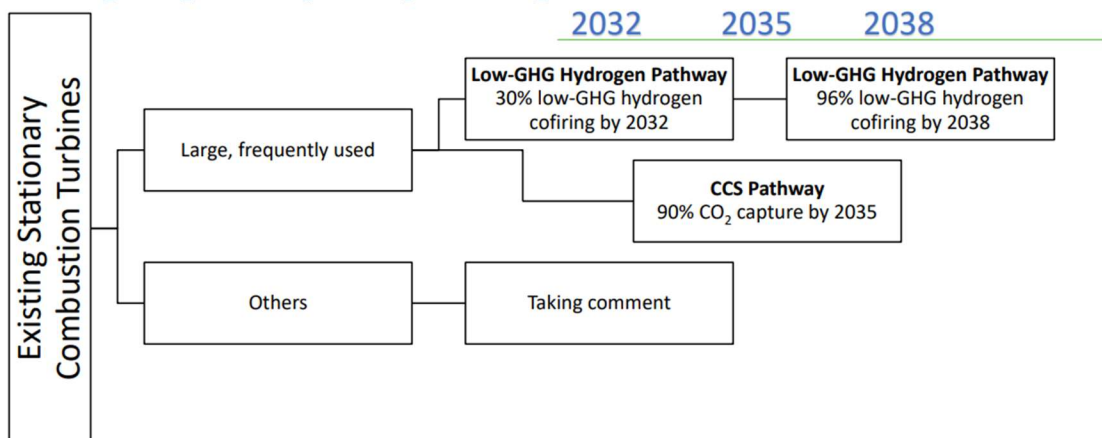 2032 2035 2038
Existing Stationary
Combustion Turbines
Large, frequently used
Low-GHG Hydrogen Pathway
30% low-GHG hydrogen
cofiring by 2032
Low-GHG Hydrogen Pathway
96% low-GHG hydrogen
cofiring by 2038
CCS Pathway
90% CO₂ capture by 2035
Others
Taking comment